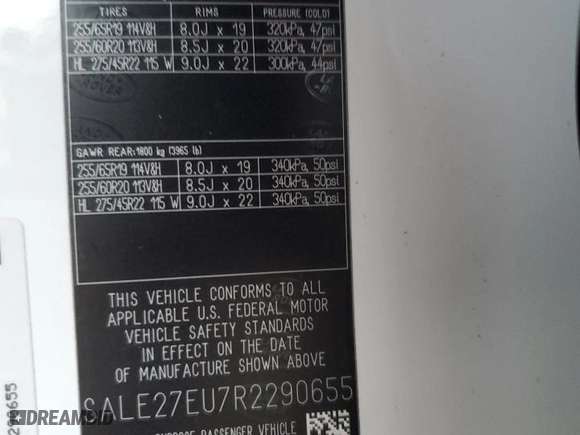 TIRES RIMS PRESSURE (COLD)
255/65R19 114V&H 8.0J x 19 320kPa, 47psi
255/60R20 113V&H 8.5J x 20 320kPa, 47psi
HL 275/45R22 115 W 9.0J x 22 300kPa, 44psi
GAWR REAR:1800 kg (3965 lb)
255/65R19 114V&H 8.0J x 19 340kPa, 50psi
255/60R20 113V&H 8.5J x 20 340kPa, 50psi
HL 275/45R22 115 W 9.0J x 22 340kPa, 50psi
THIS VEHICLE CONFORMS TO ALL
APPLICABLE U.S. FEDERAL MOTOR
VEHICLE SAFETY STANDARDS
IN EFFECT ON THE DATE
OF MANUFACTURE SHOWN ABOVE
SALE27EU7R2290655
PASSENGER VEHICLE
290655
DREAMBID